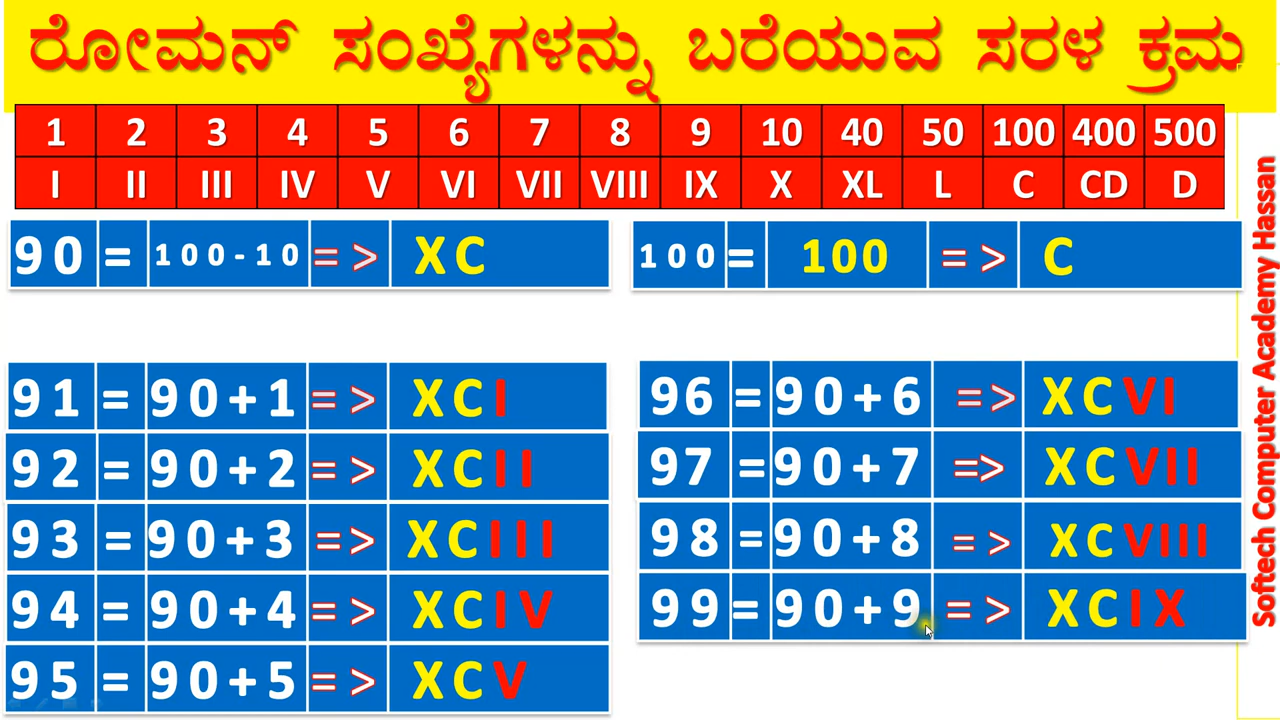 ರೋಮನ್ ಸಂಖ್ಯೆಗಳನ್ನು ಬರೆಯುವ ಸರಳ ಕ್ರಮ
1 2 3 4 5 6 7 8 9 10 40 50 100 400 500
I II III IV V VI VII VIII IX X XL L C CD D
90 = 100-10 => XC
100 = 100 => C
91 = 90+1 => XCI
92 = 90+2 => XCII
93 = 90+3 => XCIII
94 = 90+4 => XCIV
95 = 90+5 => XCV
96 = 90+6 => XCVI
97 = 90+7 => XCVII
98 = 90+8 => XCVIII
99 = 90+9 => XCIX
Softech Computer Academy Hassan